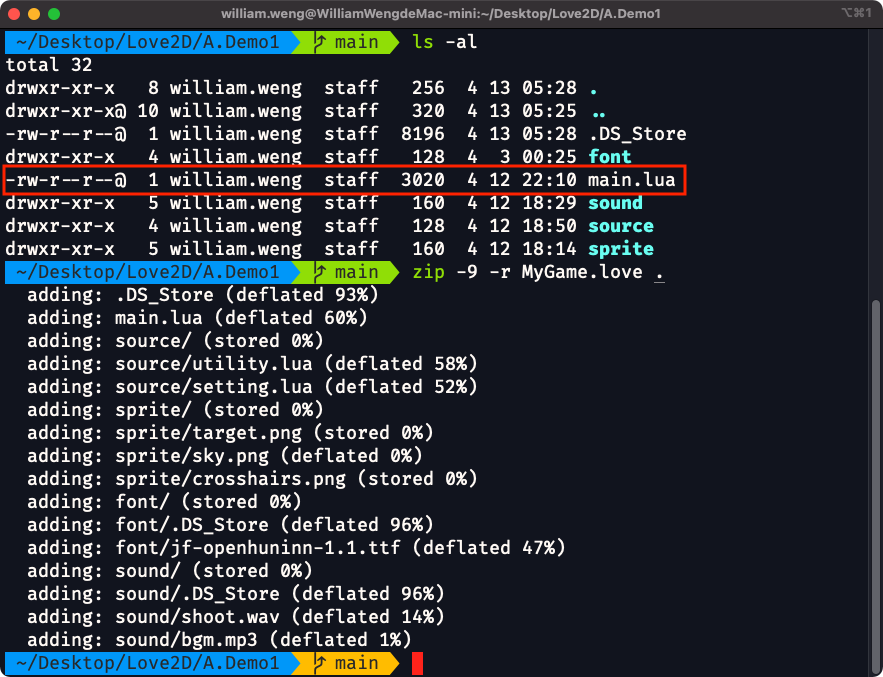 william.weng@WilliamWengdeMac-mini:~/Desktop/Love2D/A.Demo1 ⌥⌘1
~/Desktop/Love2D/A.Demo1 main ls -al
total 32
drwxr-xr-x 8 william.weng staff 256 4 13 05:28 .
drwxr-xr-x@ 10 william.weng staff 320 4 13 05:25 ..
-rw-r--r--@ 1 william.weng staff 8196 4 13 05:28 .DS_Store
drwxr-xr-x 4 william.weng staff 128 4 3 00:25 font
-rw-r--r--@ 1 william.weng staff 3020 4 12 22:10 main.lua
drwxr-xr-x 5 william.weng staff 160 4 12 18:29 sound
drwxr-xr-x 4 william.weng staff 128 4 12 18:50 source
drwxr-xr-x 5 william.weng staff 160 4 12 18:14 sprite
~/Desktop/Love2D/A.Demo1 main zip -9 -r MyGame.love .
adding: .DS_Store (deflated 93%)
adding: main.lua (deflated 60%)
adding: source/ (stored 0%)
adding: source/utility.lua (deflated 58%)
adding: source/setting.lua (deflated 52%)
adding: sprite/ (stored 0%)
adding: sprite/target.png (stored 0%)
adding: sprite/sky.png (deflated 0%)
adding: sprite/crosshairs.png (stored 0%)
adding: font/ (stored 0%)
adding: font/.DS_Store (deflated 96%)
adding: font/jf-openhuninn-1.1.ttf (deflated 47%)
adding: sound/ (stored 0%)
adding: sound/.DS_Store (deflated 96%)
adding: sound/shoot.wav (deflated 14%)
adding: sound/bgm.mp3 (deflated 1%)
~/Desktop/Love2D/A.Demo1 main